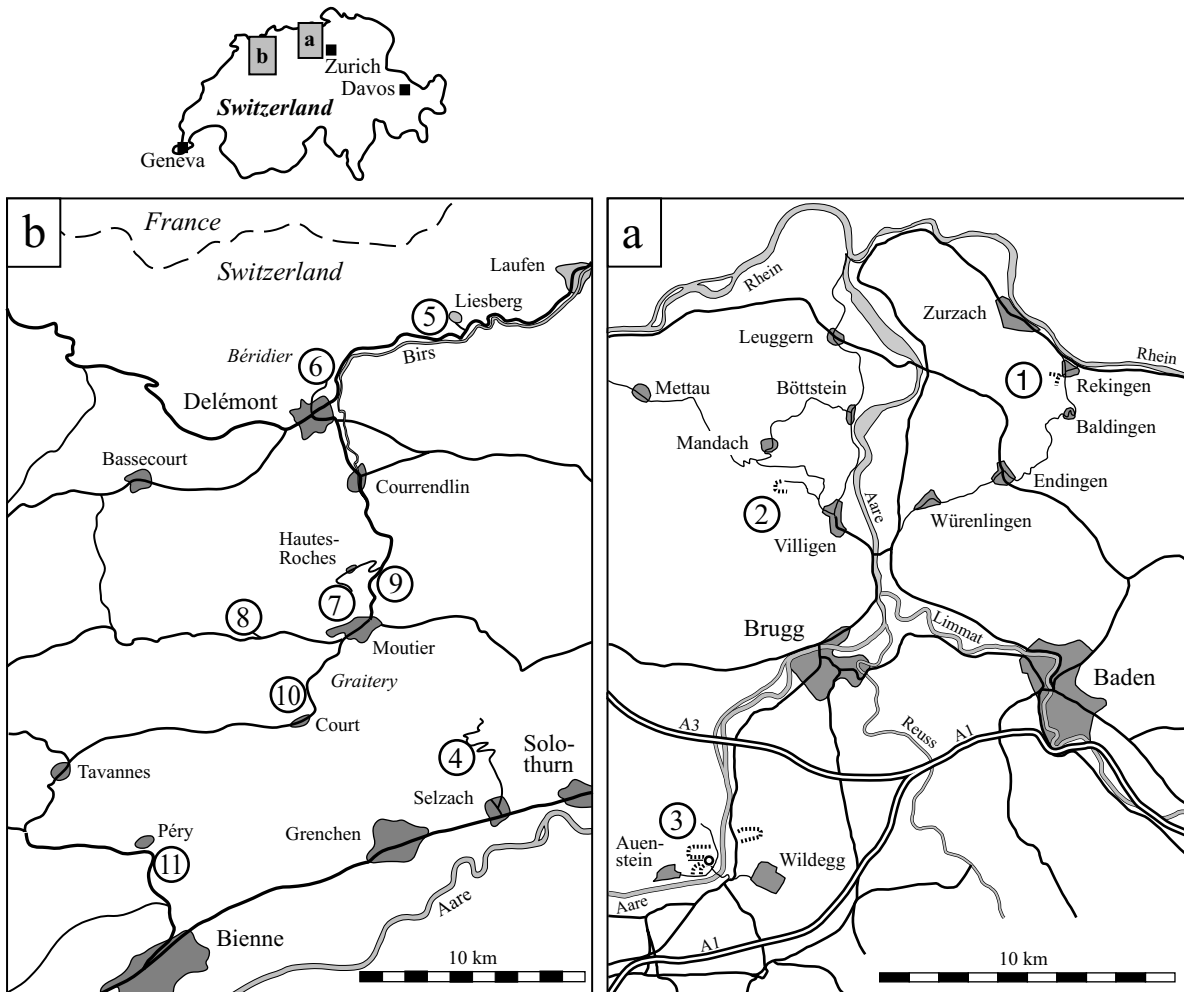 b
a
Zurich
Davos
Switzerland
Geneva
b
France
Switzerland
Laufen
Liesberg
5
Birs
Béridier
6
Delémont
Bassecourt
Courrendlin
Hautes-
Roches
9
7
8
Moutier
Graitery
10
Court
4
Solo-
thurn
Tavannes
Selzach
Péry
Grenchen
11
Aare
Bienne
10 km
a
Rhein
Zurzach
Leuggern
Rhein
1
Rekingen
Mettau
Böttstein
Baldingen
Mandach
Endingen
2
Aare
Würenlingen
Villigen
Brugg
Limmat
Baden
A3
Reuss
A1
3
Auen-
stein
Wildegg
Aare
A1
10 km